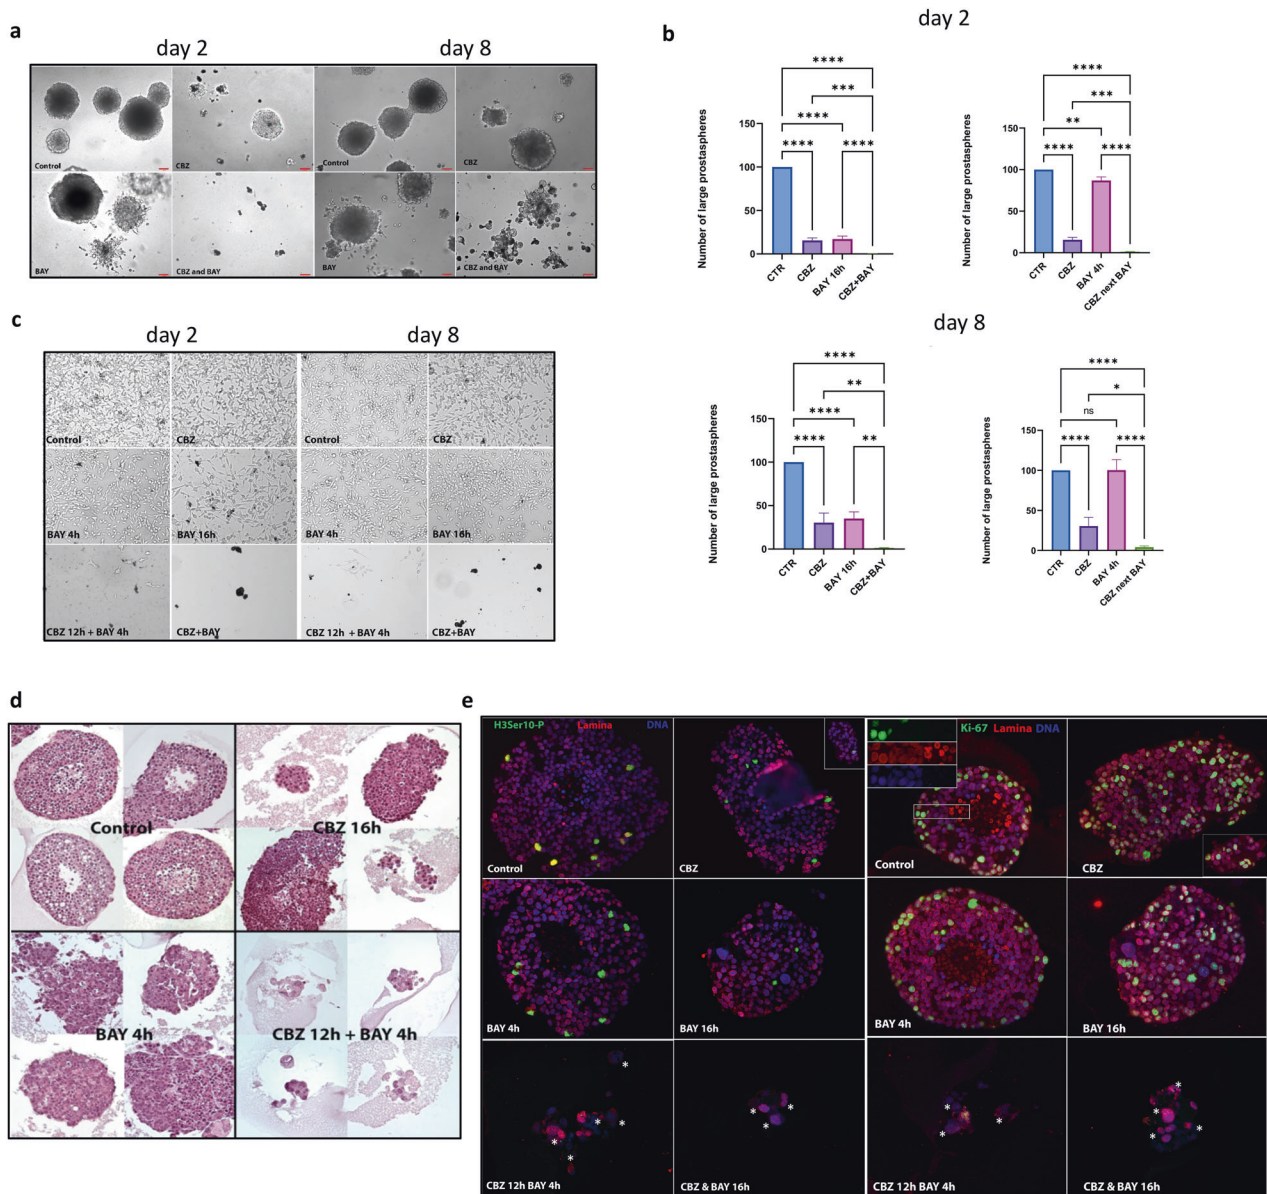 a
day 2
day 8
Control
CBZ
Control
CBZ
BAY
CBZ and BAY
BAY
CBZ and BAY
b
day 2
****
***
****
****
****
Number of large prostaspheres
150
100
50
0
CTR
CBZ
BAY 16h
CBZ+BAY
****
***
**
****
****
Number of large prostaspheres
150
100
50
0
CTR
CBZ
BAY 4h
CBZ next BAY
day 8
****
**
****
****
**
Number of large prostaspheres
150
100
50
0
CTR
CBZ
BAY 16h
CBZ+BAY
****
*
ns
****
****
Number of large prostaspheres
150
100
50
0
CTR
CBZ
BAY 4h
CBZ next BAY
c
day 2
day 8
Control
CBZ
Control
CBZ
BAY 4h
BAY 16h
BAY 4h
BAY 16h
CBZ 12h + BAY 4h
CBZ+BAY
CBZ 12h + BAY 4h
CBZ+BAY
d
Control
CBZ 16h
BAY 4h
CBZ 12h + BAY 4h
e
H3Ser10-P Lamina DNA
Ki-67 Lamina DNA
Control
CBZ
Control
CBZ
BAY 4h
BAY 16h
BAY 4h
BAY 16h
CBZ 12h BAY 4h
CBZ & BAY 16h
CBZ 12h BAY 4h
CBZ & BAY 16h